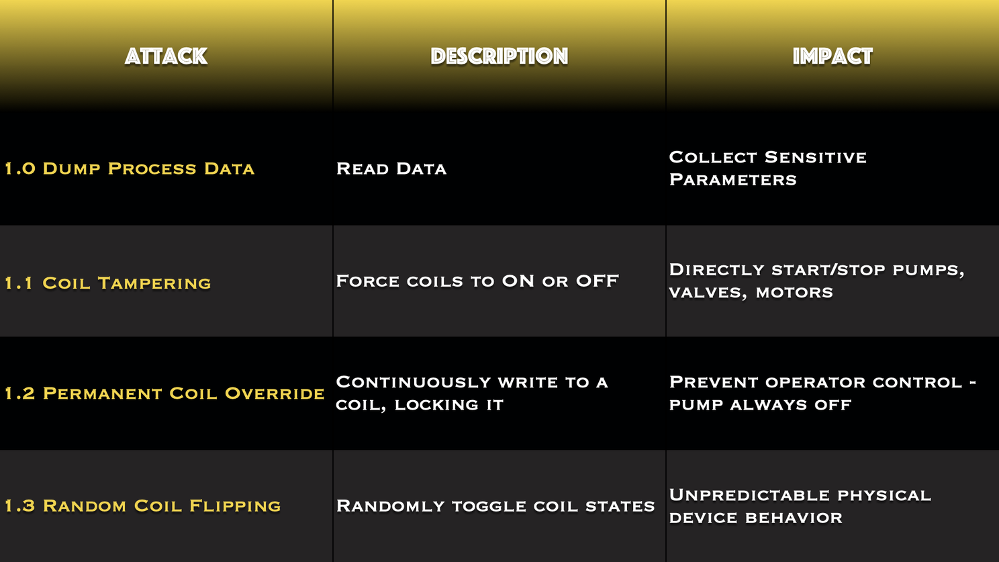 ATTACK DESCRIPTION IMPACT
1.0 Dump Process Data
Read Data
Collect Sensitive
Parameters
1.1 Coil Tampering
Force coils to ON or OFF
Directly start/stop pumps,
valves, motors
1.2 Permanent Coil Override
Continuously write to a
coil, locking it
Prevent operator control -
pump always off
1.3 Random Coil Flipping
Randomly toggle coil states
Unpredictable physical
device behavior